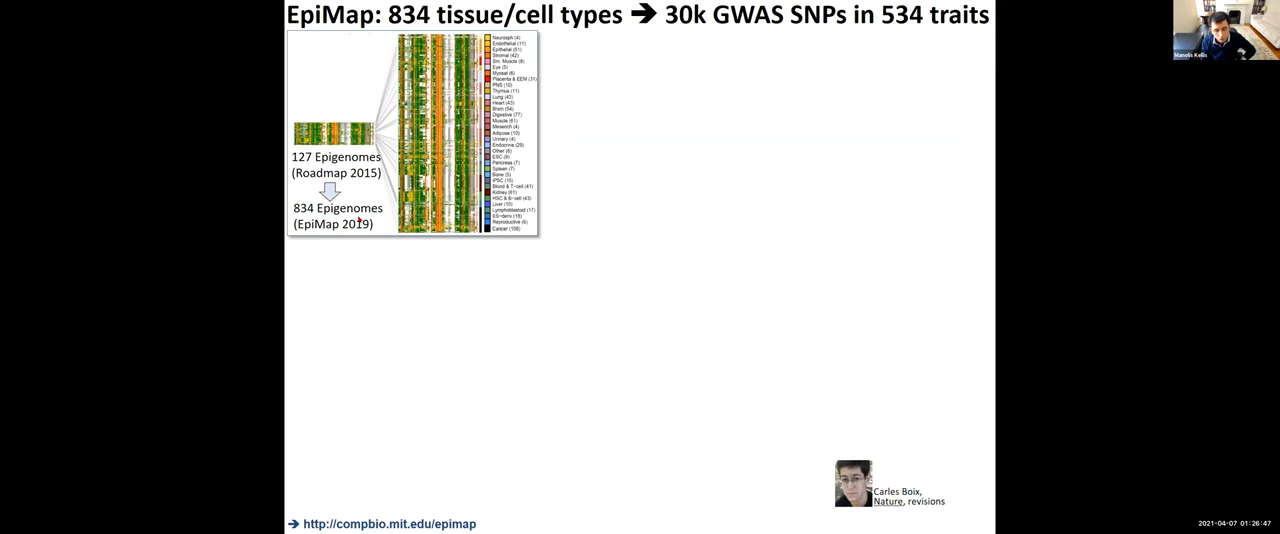 EpiMap: 834 tissue/cell types ➔ 30k GWAS SNPs in 534 traits
Manolis Kellis
127 Epigenomes
(Roadmap 2015)
834 Epigenomes
(EpiMap 2019)
Neurosph (4)
Endothelial (11)
Epithelial (51)
Stromal (42)
Sm. Muscle (8)
Eye (5)
Myosat (6)
Placenta & EEM (31)
PNS (10)
Thymus (11)
Lung (43)
Heart (43)
Brain (54)
Digestive (77)
Muscle (61)
Mesench (4)
Adipose (10)
Urinary (4)
Endocrine (29)
Other (8)
ESC (9)
Pancreas (7)
Spleen (7)
Bone (5)
iPSC (15)
Blood & T-cell (41)
Kidney (61)
HSC & B-cell (43)
Liver (10)
Lymphoblastoid (17)
ES-deriv (18)
Reproductive (6)
Cancer (108)
Carles Boix,
Nature, revisions
➔ http://compbio.mit.edu/epimap
2021-04-07 01:26:47